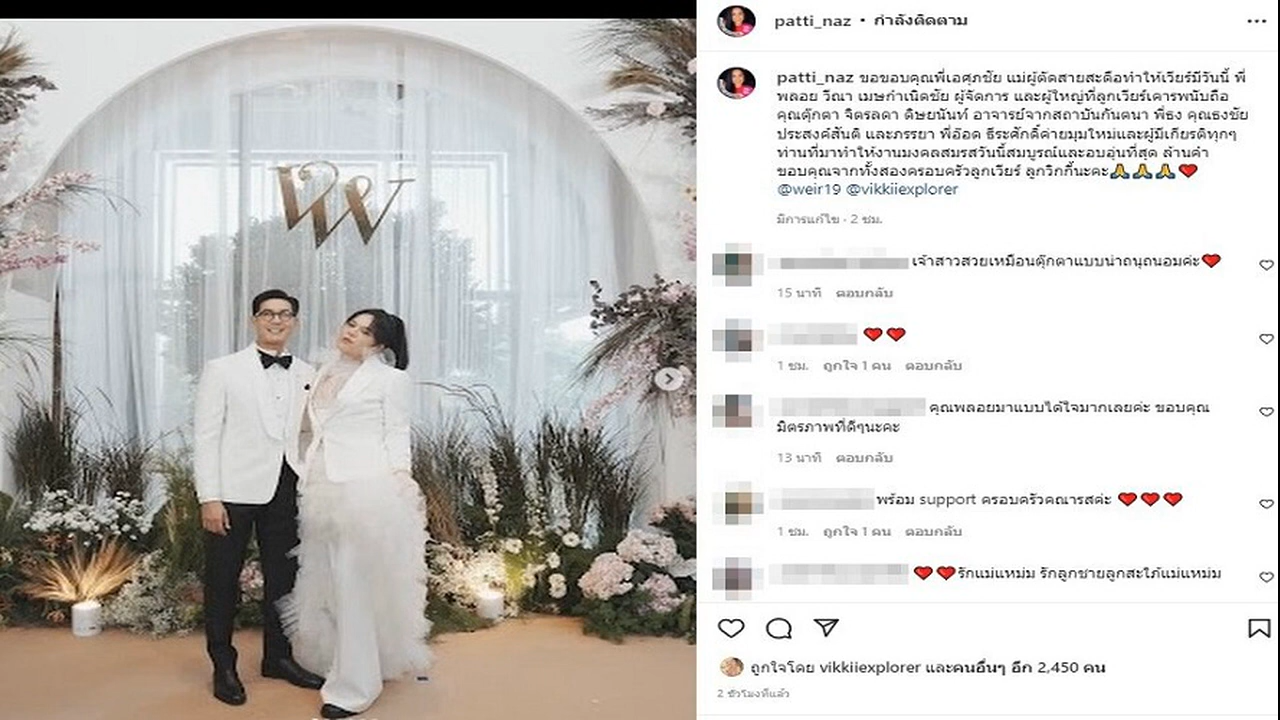 VW
patti_naz • กำลังติดตาม
patti_naz ขอขอบคุณพี่เอศุภชัย แม่ผู้ตัดสายสะดือทำให้เวียร์มีวันนี้ พี่
พลอย วีณา เมษกำเนิดชัย ผู้จัดการ และผู้ใหญ่ที่ลูกเวียร์เคารพนับถือ
คุณตุ๊กตา จิตรลดา ดิษยนันท์ อาจารย์จากสถาบันกันตนา พี่ธง คุณธงชัย
ประสงค์สันติ และภรรยา พี่อ๊อด ธีระศักดิ์ค่ายมุมใหม่และผู้มีเกียรติทุกๆ
ท่านที่มาทำให้งานมงคลสมรสวันนี้สมบูรณ์และอบอุ่นที่สุด ล้านคำ
ขอบคุณจากทั้งสองครอบครัวลูกเวียร์ ลูกวิกกี้นะคะ🙏🙏🙏❤️
@weir19 @vikkiiexplorer
มีการแก้ไข · 2 ชม.
เจ้าสาวสวยเหมือนตุ๊กตาแบบน่าถนุถนอมค่ะ❤️
15 นาที ตอบกลับ
❤️❤️
1 ชม. ถูกใจ 1 คน ตอบกลับ
คุณพลอยมาแบบได้ใจมากเลยค่ะ ขอบคุณ
มิตรภาพที่ดีๆนะคะ
13 นาที ตอบกลับ
พร้อม support ครอบครัวคณารสค่ะ ❤️❤️❤️
1 ชม. ถูกใจ 1 คน ตอบกลับ
❤️❤️รักแม่แหม่ม รักลูกชายลูกสะใภ้แม่แหม่ม
ถูกใจโดย vikkiiexplorer และคนอื่นๆ อีก 2,450 คน
2 ชั่วโมงที่แล้ว